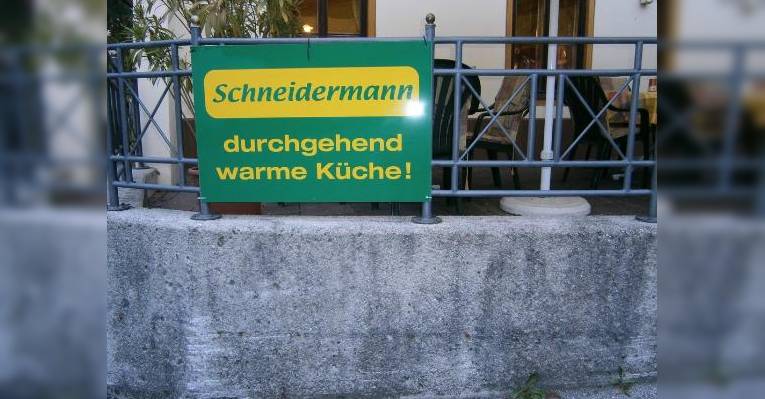 Schneidermann
durchgehend
warme Küche!